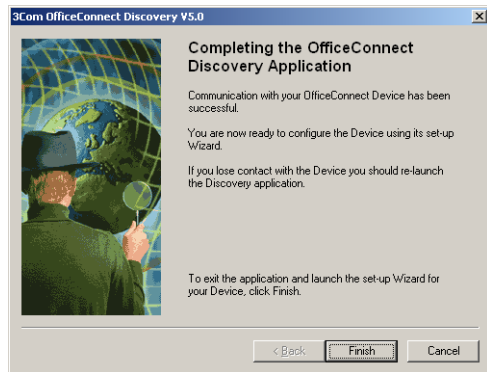 3Com OfficeConnect Discovery V5.0
Completing the OfficeConnect
Discovery Application
Communication with your OfficeConnect Device has been
successful.
You are now ready to configure the Device using its set-up
Wizard.
If you lose contact with the Device you should re-launch
the Discovery application.
To exit the application and launch the set-up Wizard for
your Device, click Finish.
< Back Finish Cancel